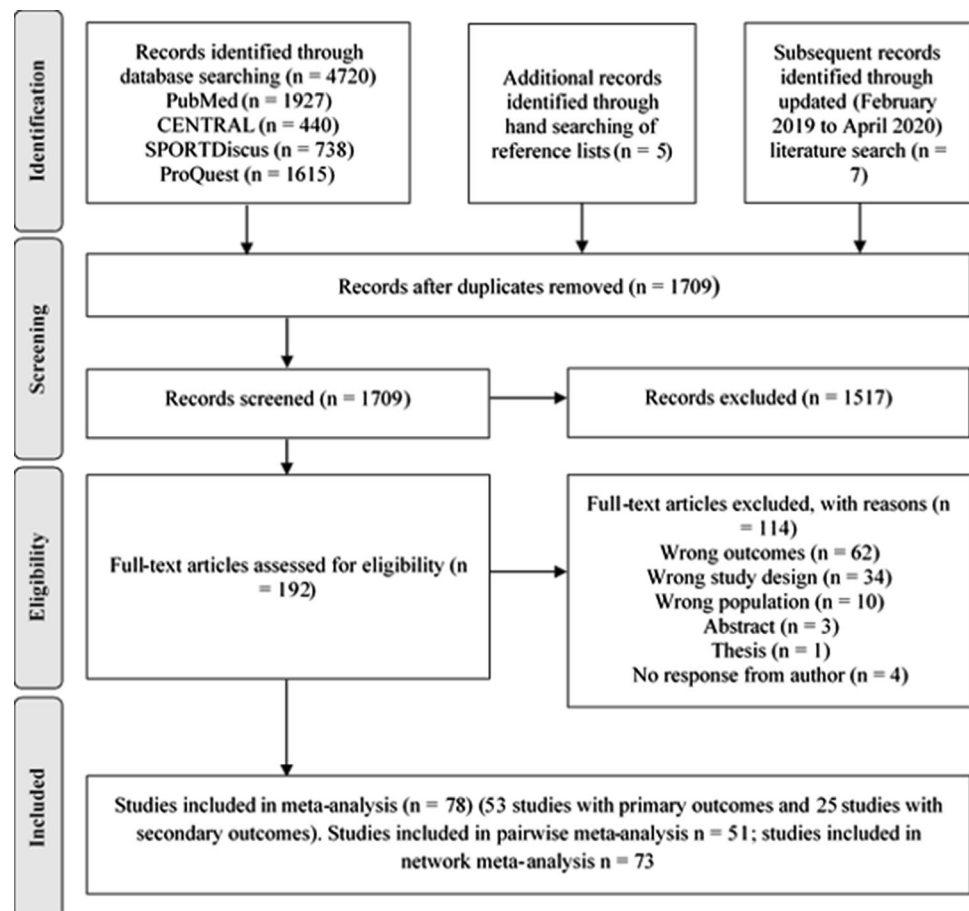 Identification
Records identified through
database searching (n = 4720)
PubMed (n = 1927)
CENTRAL (n = 440)
SPORTDiscus (n = 738)
ProQuest (n = 1615)
Additional records
identified through
hand searching of
reference lists (n = 5)
Subsequent records
identified through
updated (February
2019 to April 2020)
literature search (n =
7)
Screening
Records after duplicates removed (n = 1709)
Records screened (n = 1709)
Records excluded (n = 1517)
Eligibility
Full-text articles assessed for eligibility (n
= 192)
Full-text articles excluded, with reasons (n
= 114)
Wrong outcomes (n = 62)
Wrong study design (n = 34)
Wrong population (n = 10)
Abstract (n = 3)
Thesis (n = 1)
No response from author (n = 4)
Included
Studies included in meta-analysis (n = 78) (53 studies with primary outcomes and 25 studies with
secondary outcomes). Studies included in pairwise meta-analysis n = 51; studies included in
network meta-analysis n = 73